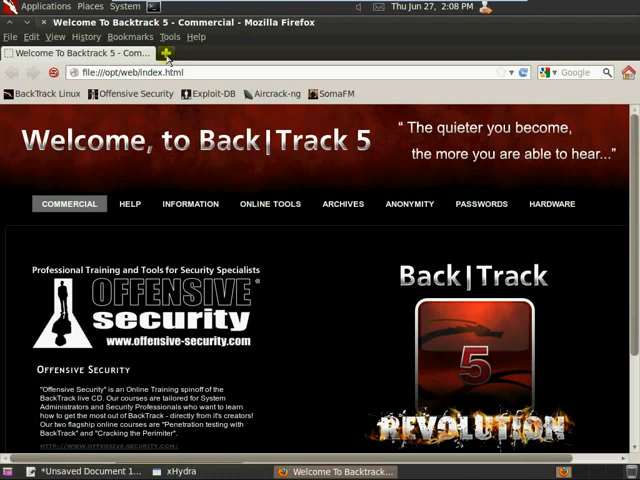 Applications Places System
Thu Jun 27, 2:08 PM
Welcome To Backtrack 5 - Commercial - Mozilla Firefox
File Edit View History Bookmarks Tools Help
Welcome To Backtrack 5 - Com...
file:///opt/web/index.html
Google
BackTrack Linux Offensive Security Exploit-DB Aircrack-ng SomaFM
Welcome, to Back|Track 5
“ The quieter you become,
the more you are able to hear...”
COMMERCIAL HELP INFORMATION ONLINE TOOLS ARCHIVES ANONYMITY PASSWORDS HARDWARE
Professional Training and Tools for Security Specialists
OFFENSIVE®
security
www.offensive-security.com
Back|Track
5
REVOLUTION
Offensive Security
"Offensive Security" is an Online Training spinoff of the
BackTrack live CD. Our courses are tailored for System
Administrators and Security Professionals who want to learn
how to get the most out of BackTrack - directly from it's creators!
Our two flagship online courses are "Penetration testing with
BackTrack" and "Cracking the Perimeter".
HTTP://WWW.OFFENSIVE-SECURITY.COM/
*Unsaved Document 1... xHydra Welcome To Backtrack...